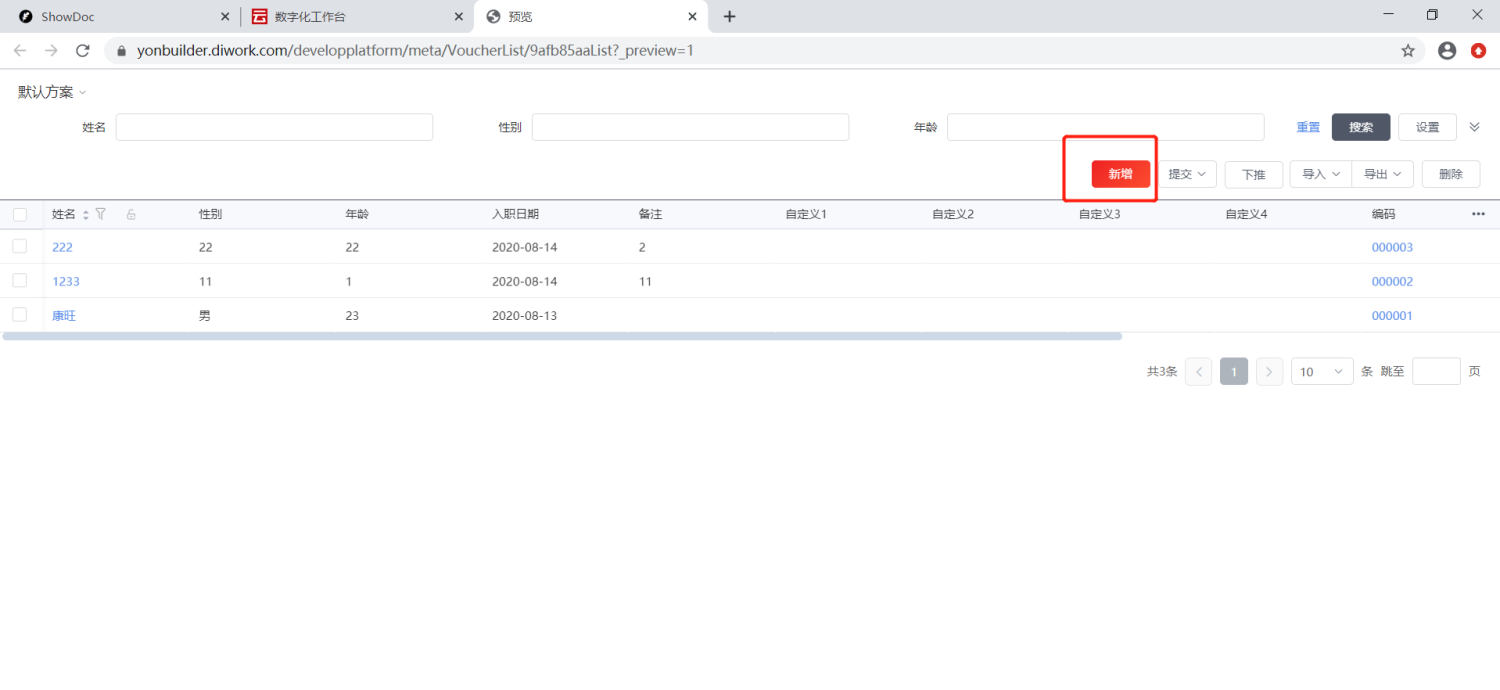 ShowDoc 数字化工作台 预览
yonbuilder.diwork.com/developplatform/meta/VoucherList/9afb85aaList?_preview=1
默认方案
姓名 性别 年龄 重置 搜索 设置
新增 提交 下推 导入 导出 删除
姓名 性别 年龄 入职日期 备注 自定义1 自定义2 自定义3 自定义4 编码
222 22 22 2020-08-14 2 000003
1233 11 1 2020-08-14 11 000002
康旺 男 23 2020-08-13 000001
共3条 1 10 条 跳至 页